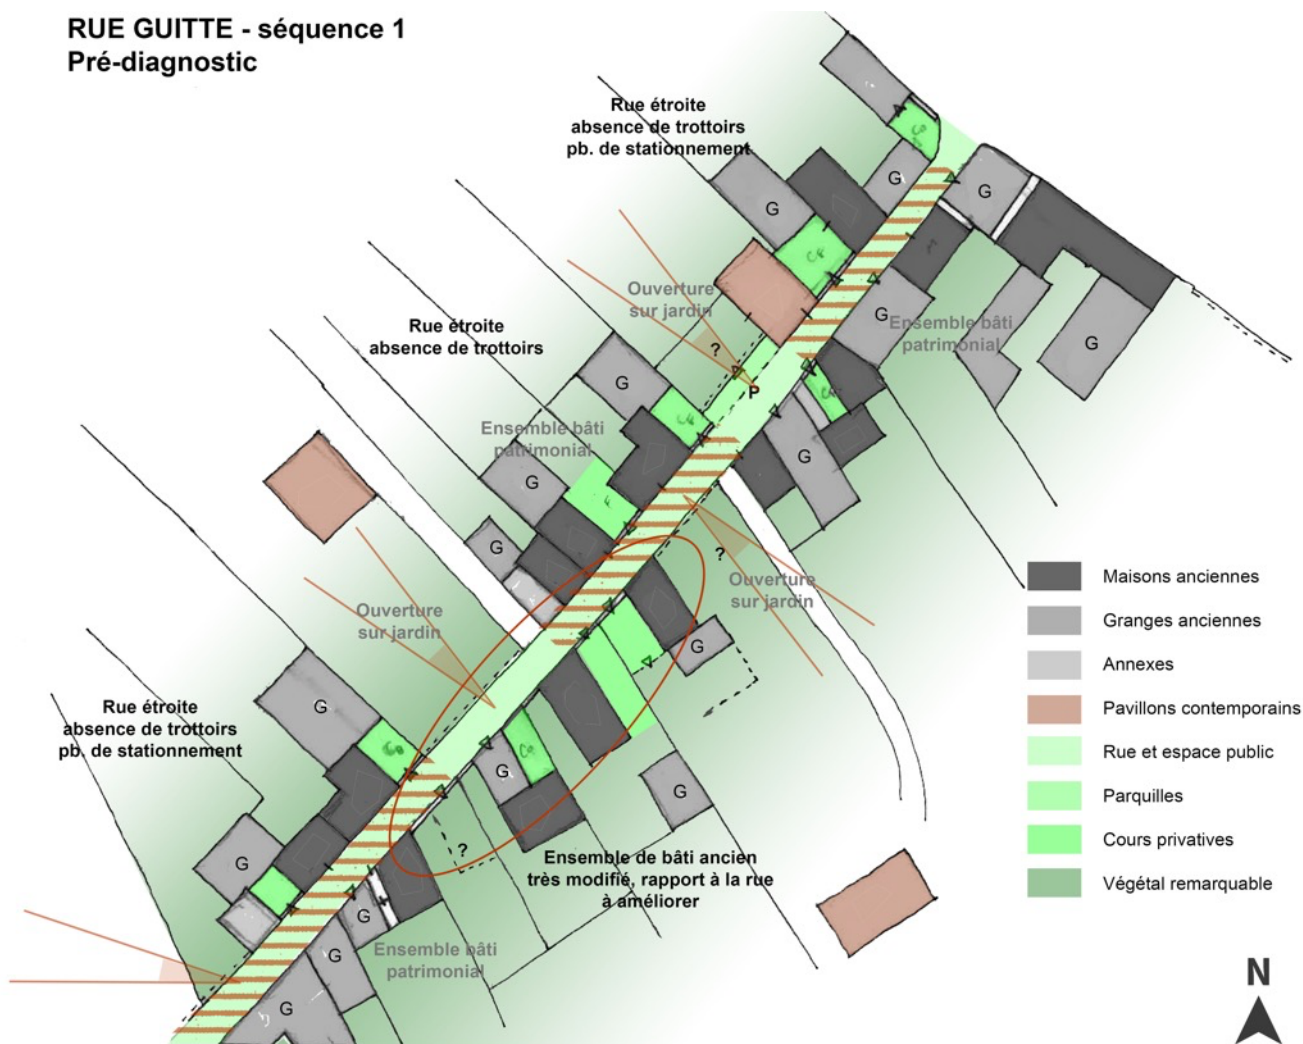 RUE GUITTE - séquence 1
Pré-diagnostic
Rue étroite
absence de trottoirs
pb. de stationnement
G
G
G
Ouverture
sur jardin
?
P
G
Ensemble bâti
patrimonial
G
Rue étroite
absence de trottoirs
G
Ensemble bâti
patrimonial
G
G
G
?
Ouverture
sur jardin
Ouverture
sur jardin
G
Rue étroite
absence de trottoirs
pb. de stationnement
G
G
G
?
Ensemble de bâti ancien
très modifié, rapport à la rue
à améliorer
G
G
G
G
Ensemble bâti
patrimonial
Maisons anciennes
Granges anciennes
Annexes
Pavillons contemporains
Rue et espace public
Parquilles
Cours privatives
Végétal remarquable
N